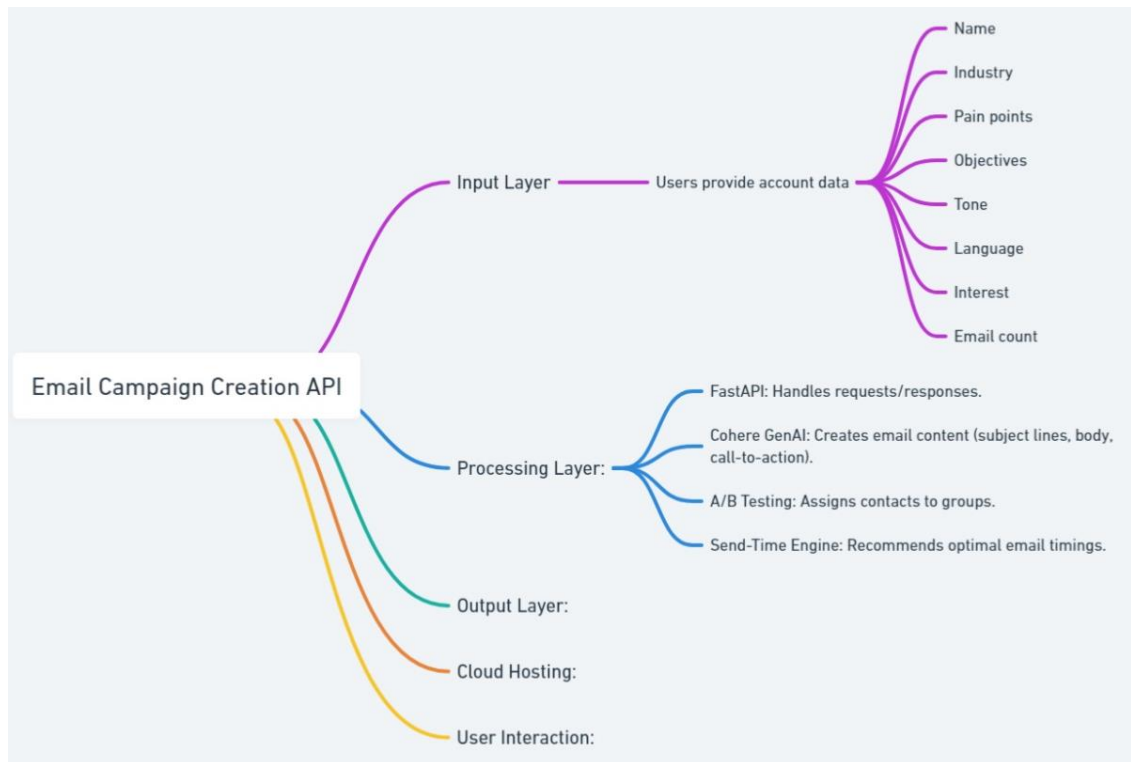 Email Campaign Creation API
Input Layer
Users provide account data
Name
Industry
Pain points
Objectives
Tone
Language
Interest
Email count
Processing Layer:
FastAPI: Handles requests/responses.
Cohere GenAI: Creates email content (subject lines, body,
call-to-action).
A/B Testing: Assigns contacts to groups.
Send-Time Engine: Recommends optimal email timings.
Output Layer:
Cloud Hosting:
User Interaction: